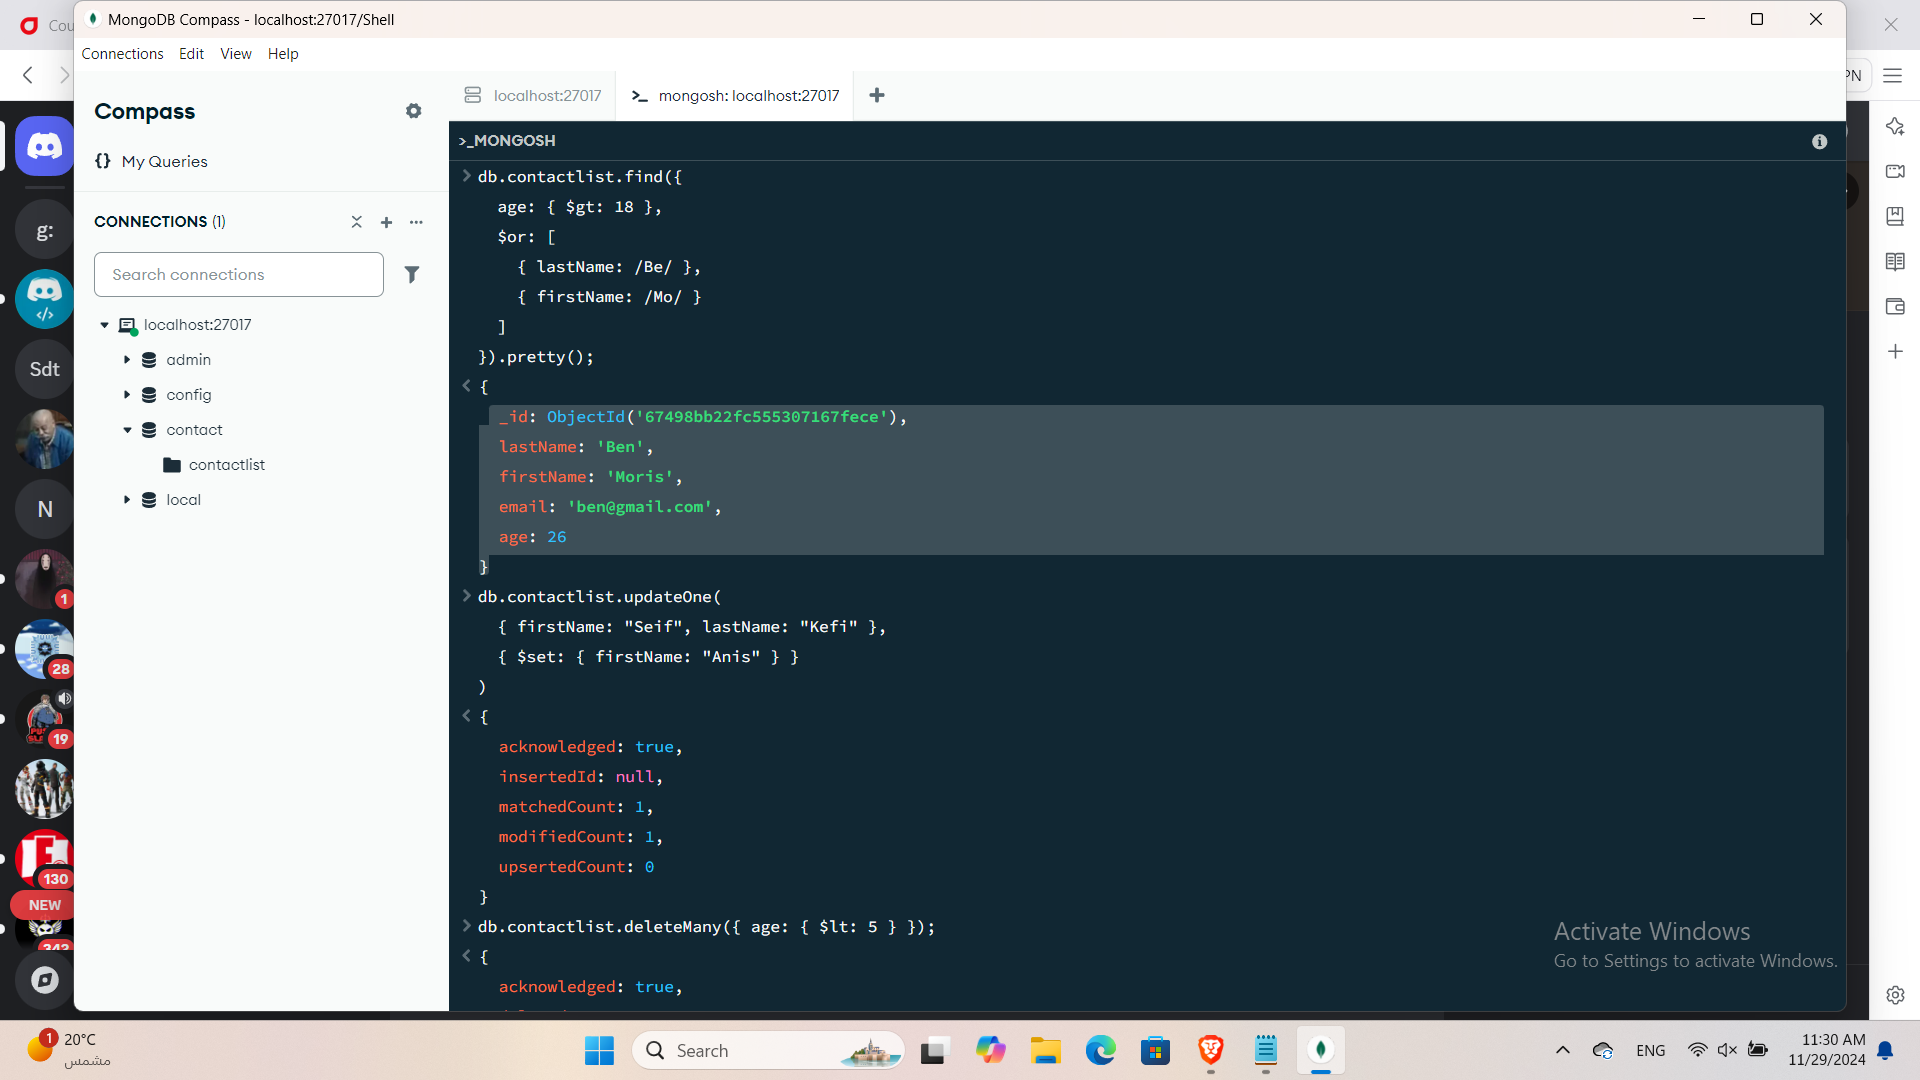 Cou
MongoDB Compass - localhost:27017/Shell
Connections Edit View Help
PN
Compass
localhost:27017
mongosh: localhost:27017
>_MONGOSH
{} My Queries
CONNECTIONS (1)
Search connections
localhost:27017
admin
config
contact
contactlist
local
g:
Sdt
N
1
28
19
130
NEW
342
> db.contactlist.find({
age: { $gt: 18 },
$or: [
{ lastName: /Be/ },
{ firstName: /Mo/ }
]
}).pretty();
< {
_id: ObjectId('67498bb22fc555307167fece'),
lastName: 'Ben',
firstName: 'Moris',
email: 'ben@gmail.com',
age: 26
}
> db.contactlist.updateOne(
{ firstName: "Seif", lastName: "Kefi" },
{ $set: { firstName: "Anis" } }
)
< {
acknowledged: true,
insertedId: null,
matchedCount: 1,
modifiedCount: 1,
upsertedCount: 0
}
> db.contactlist.deleteMany({ age: { $lt: 5 } });
< {
acknowledged: true,
Activate Windows
Go to Settings to activate Windows.
1
20°C
مشمس
Search
ENG
11:30 AM
11/29/2024